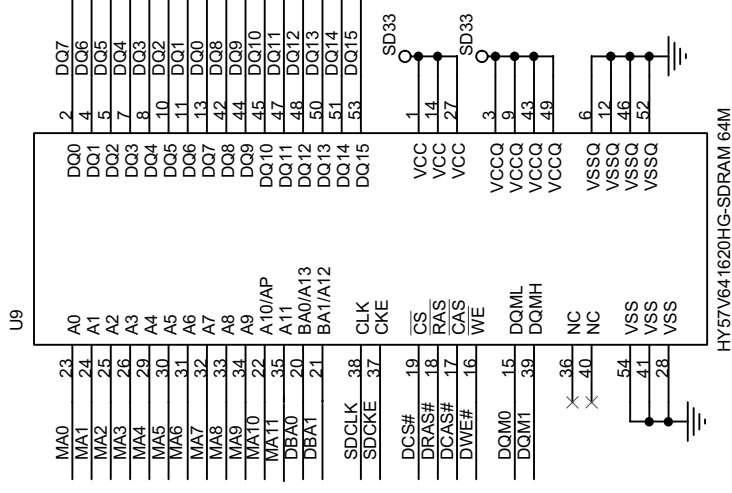 U9
MA0 23 A0 DQ0 2 DQ7
MA1 24 A1 DQ1 4 DQ6
MA2 25 A2 DQ2 5 DQ5
MA3 26 A3 DQ3 7 DQ4
MA4 29 A4 DQ4 8 DQ3
MA5 30 A5 DQ5 10 DQ2
MA6 31 A6 DQ6 11 DQ1
MA7 32 A7 DQ7 13 DQ0
MA8 33 A8 DQ8 42 DQ8
MA9 34 A9 DQ9 44 DQ9
MA10 22 A10/AP DQ10 45 DQ10
MA11 35 A11 DQ11 47 DQ11
DBA0 20 BA0/A13 DQ12 48 DQ12
DBA1 21 BA1/A12 DQ13 50 DQ13
DQ14 51 DQ14
SDCLK 38 CLK DQ15 53 DQ15
SDCKE 37 CKE
SD33
DCS# 19 CS VCC 1
DRAS# 18 RAS VCC 14
DCAS# 17 CAS VCC 27
SD33
DWE# 16 WE
VCCQ 3
DQM0 15 DQML VCCQ 9
DQM1 39 DQMH VCCQ 43
VCCQ 49
36 NC
40 NC VSSQ 6
VSSQ 12
54 VSS VSSQ 46
41 VSS VSSQ 52
28 VSS
HY57V641620HG-SDRAM 64M